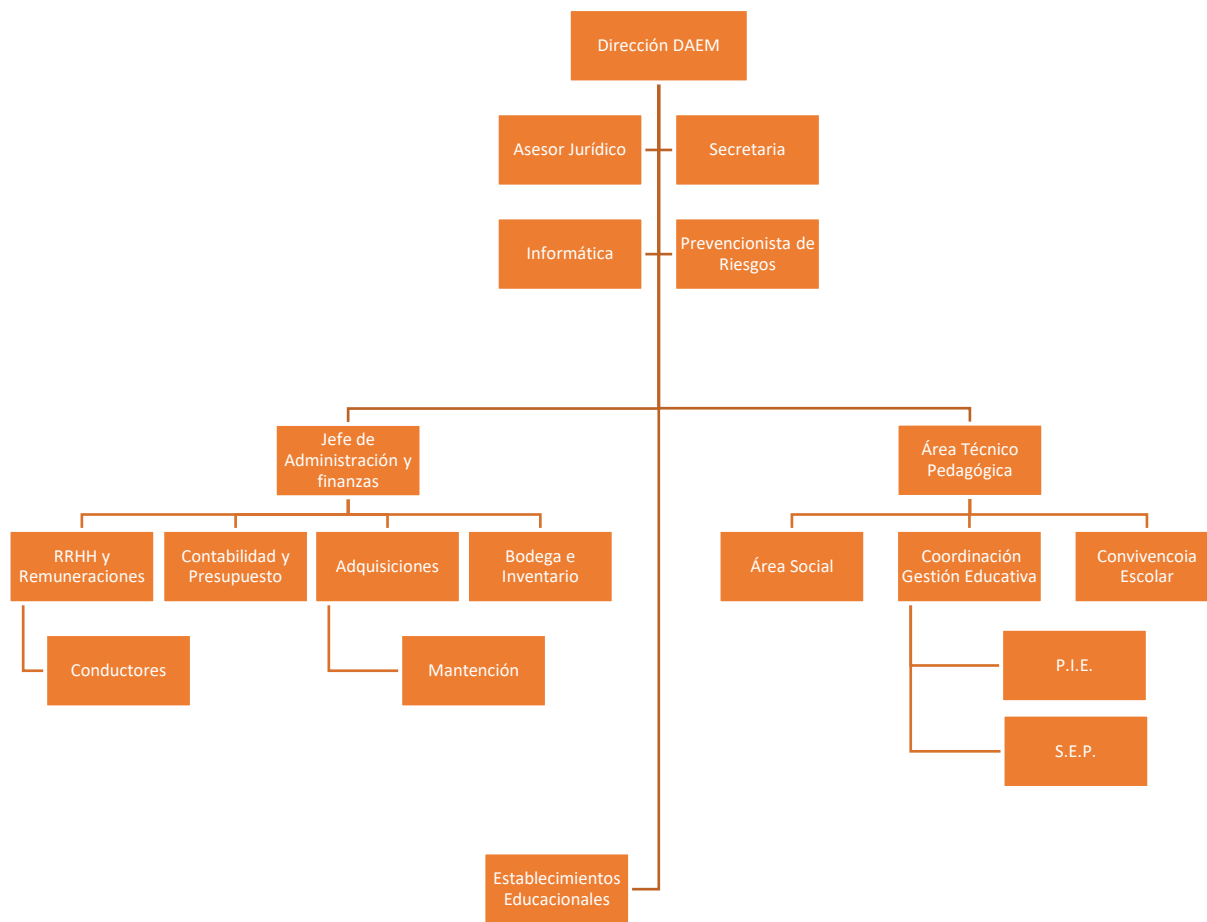 Dirección DAEM
Asesor Jurídico
Secretaria
Informática
Prevencionista de
Riesgos
Jefe de
Administración y
finanzas
Área Técnico
Pedagógica
RRHH y
Remuneraciones
Contabilidad y
Presupuesto
Adquisiciones
Bodega e
Inventario
Área Social
Coordinación
Gestión Educativa
Convivencoia
Escolar
Conductores
Mantención
P.I.E.
S.E.P.
Establecimientos
Educacionales